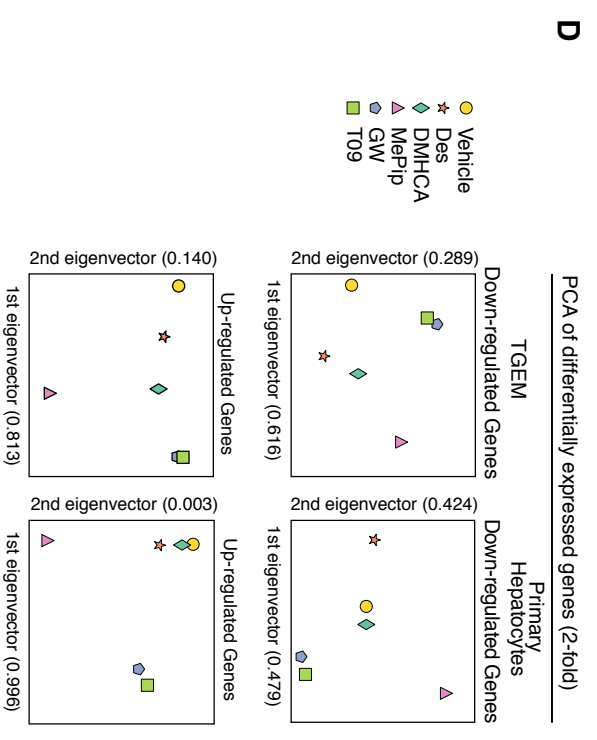 D
Vehicle
Des
DMHCA
MePip
GW
T09
PCA of differentially expressed genes (2-fold)
TGEM
Down-regulated Genes
2nd eigenvector (0.289)
1st eigenvector (0.616)
Primary
Hepatocytes
Down-regulated Genes
2nd eigenvector (0.424)
1st eigenvector (0.479)
Up-regulated Genes
2nd eigenvector (0.140)
1st eigenvector (0.813)
Up-regulated Genes
2nd eigenvector (0.003)
1st eigenvector (0.996)